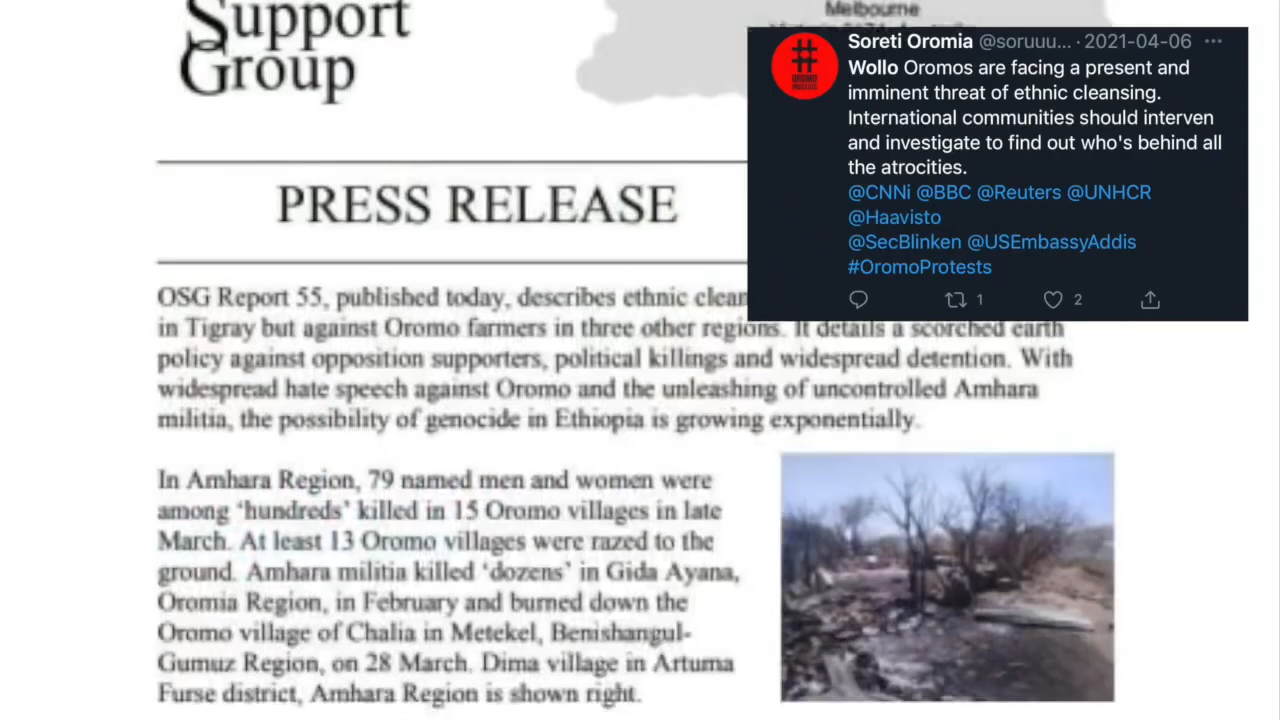 Support
Group
Melbourne
PRESS RELEASE
OSG Report 55, published today, describes ethnic clean
in Tigray but against Oromo farmers in three other regions. It details a scorched earth
policy against opposition supporters, political killings and widespread detention. With
widespread hate speech against Oromo and the unleashing of uncontrolled Amhara
militia, the possibility of genocide in Ethiopia is growing exponentially.
In Amhara Region, 79 named men and women were
among ‘hundreds’ killed in 15 Oromo villages in late
March. At least 13 Oromo villages were razed to the
ground. Amhara militia killed ‘dozens’ in Gida Ayana,
Oromia Region, in February and burned down the
Oromo village of Chalia in Metekel, Benishangul-
Gumuz Region, on 28 March. Dima village in Artuma
Furse district, Amhara Region is shown right.
Soreti Oromia @soruuu... · 2021-04-06 ···
Wollo Oromos are facing a present and
imminent threat of ethnic cleansing.
International communities should interven
and investigate to find out who's behind all
the atrocities.
@CNNi @BBC @Reuters @UNHCR
@Haavisto
@SecBlinken @USEmbassyAddis
#OromoProtests
1 2